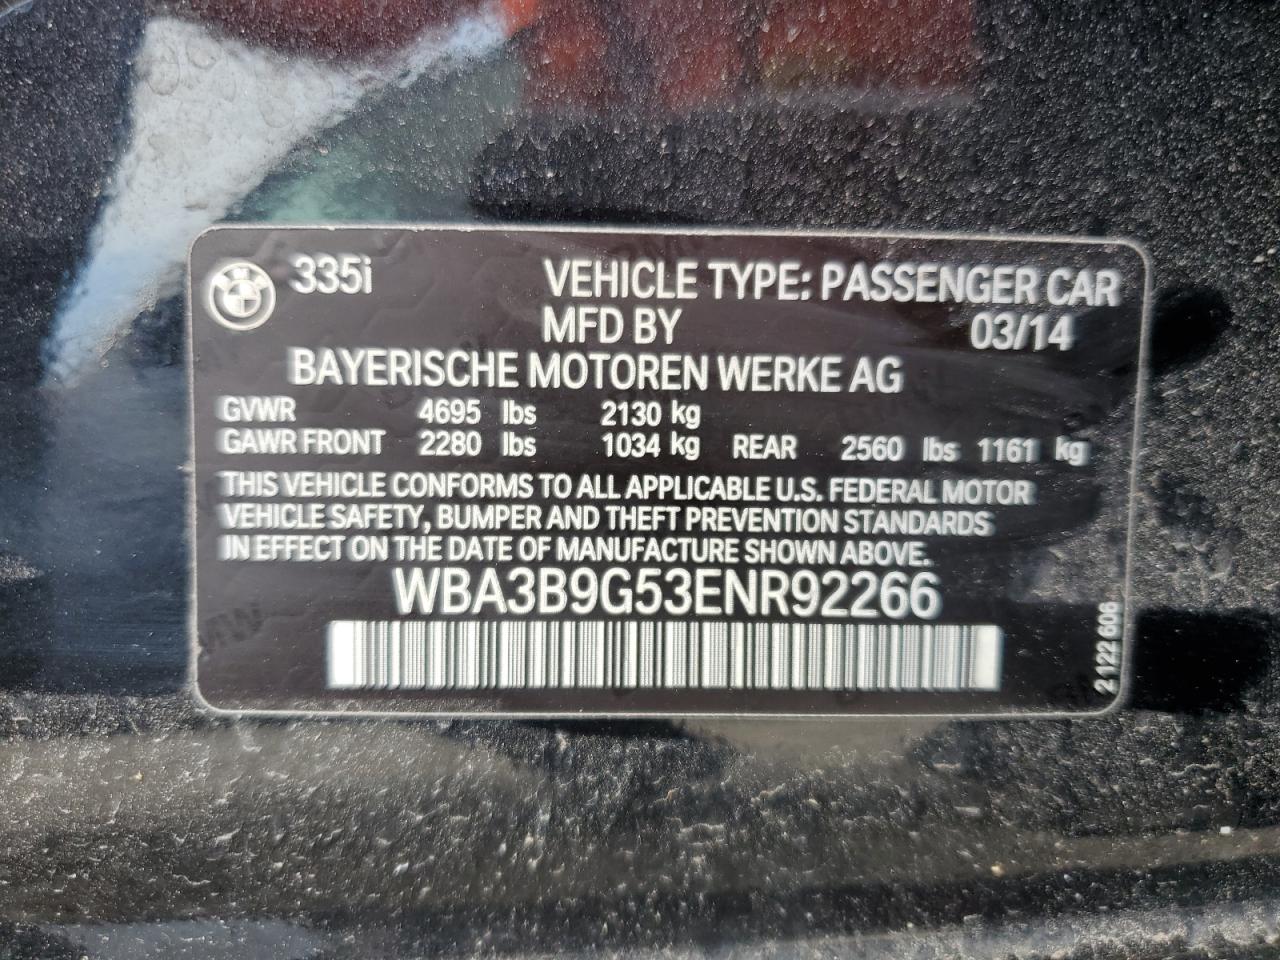 335i VEHICLE TYPE: PASSENGER CAR
MFD BY 03/14
BAYERISCHE MOTOREN WERKE AG
GVWR 4695 lbs 2130 kg
GAWR FRONT 2280 lbs 1034 kg REAR 2560 lbs 1161 kg
THIS VEHICLE CONFORMS TO ALL APPLICABLE U.S. FEDERAL MOTOR
VEHICLE SAFETY, BUMPER AND THEFT PREVENTION STANDARDS
IN EFFECT ON THE DATE OF MANUFACTURE SHOWN ABOVE.
WBA3B9G53ENR92266
2 122 606